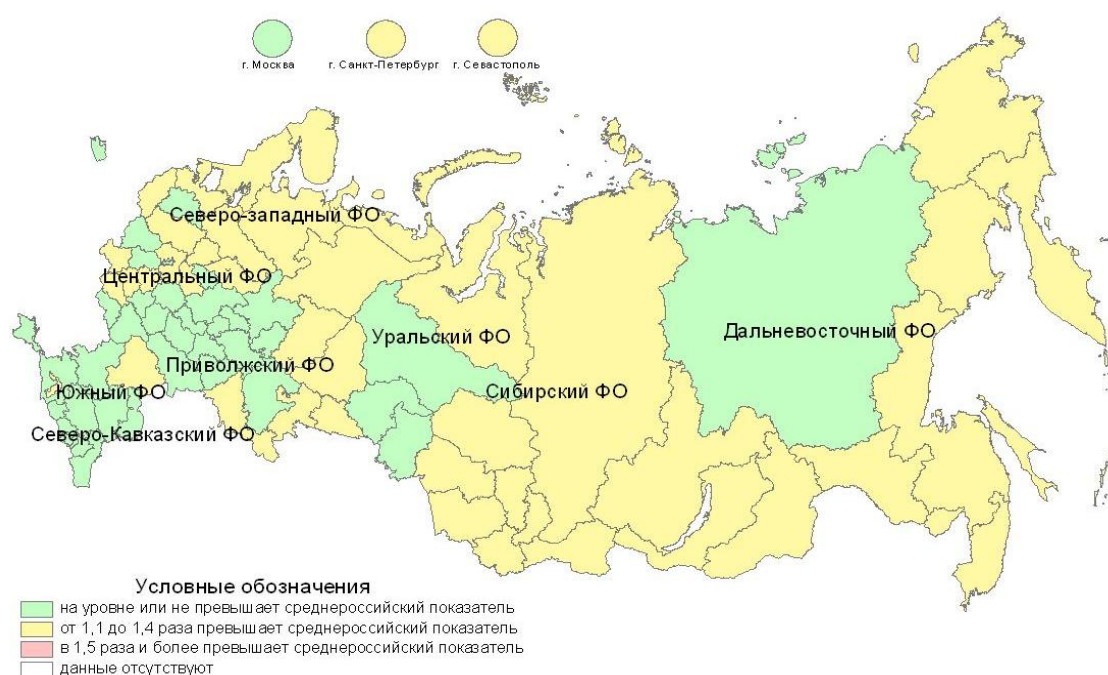 г. Москва
г. Санкт-Петербург
г. Севастополь
Северо-западный ФО
Центральный ФО
Уральский ФО
Дальневосточный ФО
Приволжский ФО
Южный ФО
Сибирский ФО
Северо-Кавказский ФО
Условные обозначения
на уровне или не превышает среднероссийский показатель
от 1,1 до 1,4 раза превышает среднероссийский показатель
в 1,5 раза и более превышает среднероссийский показатель
данные отсутствуют